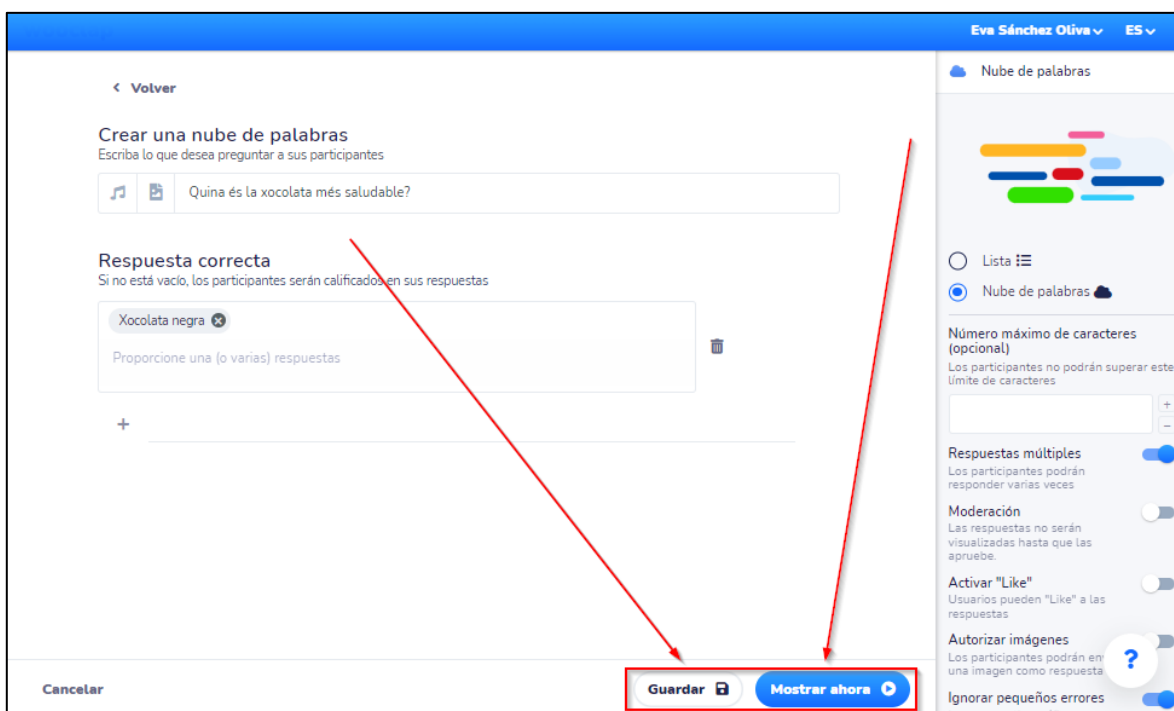 Eva Sánchez Oliva ES
Volver
Crear una nube de palabras
Escriba lo que desea preguntar a sus participantes
Quina és la xocolata més saludable?
Respuesta correcta
Si no está vacío, los participantes serán calificados en sus respuestas
Xocolata negra
Proporcione una (o varias) respuestas
+
Cancelar
Guardar
Mostrar ahora
Nube de palabras
Lista
Nube de palabras
Número máximo de caracteres
(opcional)
Los participantes no podrán superar este
límite de caracteres
+
-
Respuestas múltiples
Los participantes podrán
responder varias veces
Moderación
Las respuestas no serán
visualizadas hasta que las
apruebe.
Activar "Like"
Usuarios pueden "Like" a las
respuestas
Autorizar imágenes
Los participantes podrán
una imagen como respuesta
?
Ignorar pequeños errores